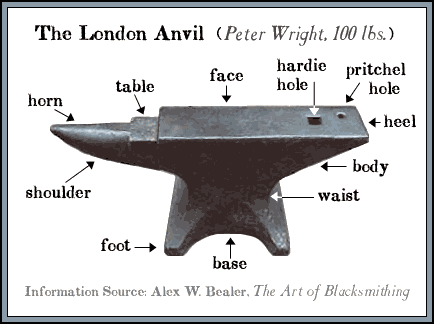 The London Anvil (Peter Wright, 100 lbs.)
face
hardie
hole
pritchel
hole
table
horn
heel
shoulder
body
waist
foot
base
Information Source: Alex W. Bealer, The Art of Blacksmithing